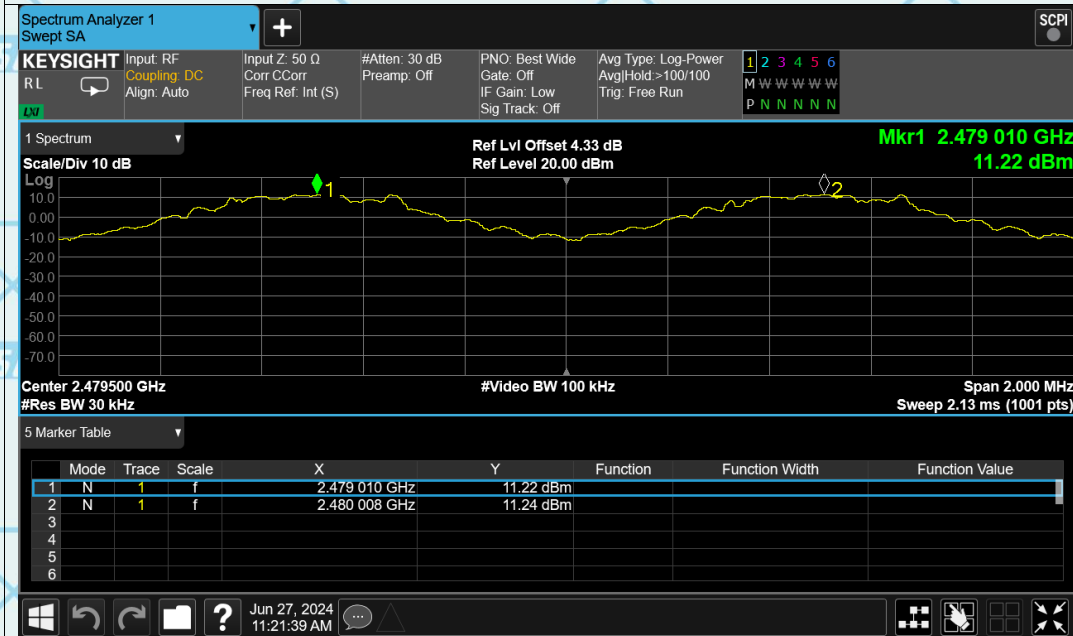 Spectrum Analyzer 1
Swept SA
+
SCPI
KEYSIGHT
R L
LXI
Input: RF
Coupling: DC
Align: Auto
Input Z: 50 Ω
Corr CCorr
Freq Ref: Int (S)
#Atten: 30 dB
Preamp: Off
PNO: Best Wide
Gate: Off
IF Gain: Low
Sig Track: Off
Avg Type: Log-Power
Avg|Hold:>100/100
Trig: Free Run
1 2 3 4 5 6
M W W W W W
P N N N N N
1 Spectrum
Scale/Div 10 dB
Ref Lvl Offset 4.33 dB
Ref Level 20.00 dBm
Mkr1 2.479 010 GHz
11.22 dBm
Log
10.0
0.00
-10.0
-20.0
-30.0
-40.0
-50.0
-60.0
-70.0
1
2
Center 2.479500 GHz
#Video BW 100 kHz
Span 2.000 MHz
#Res BW 30 kHz
Sweep 2.13 ms (1001 pts)
5 Marker Table
Mode Trace Scale X Y Function Function Width Function Value
1 N 1 f 2.479 010 GHz 11.22 dBm
2 N 1 f 2.480 008 GHz 11.24 dBm
3
4
5
6
?
Jun 27, 2024
11:21:39 AM